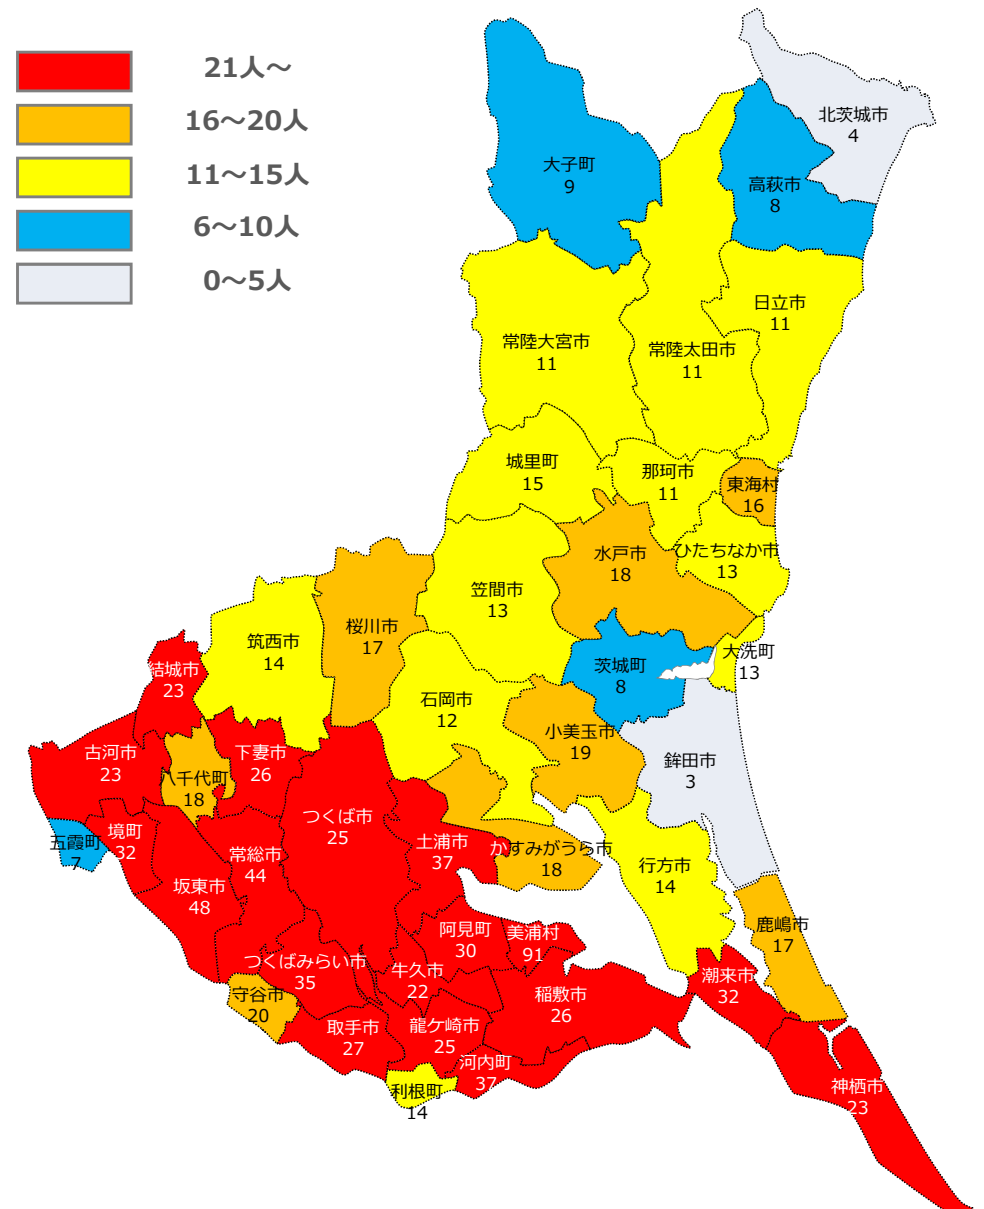 21人～
16～20人
11～15人
6～10人
0～5人
北茨城市
4
大子町
9
高萩市
8
日立市
11
常陸大宮市
11
常陸太田市
11
城里町
15
那珂市
11
東海村
16
水戸市
18
ひたちなか市
13
笠間市
13
桜川市
17
筑西市
14
茨城町
8
大洗町
13
結城市
23
石岡市
12
小美玉市
19
古河市
23
八千代町
18
下妻市
26
鉾田市
3
つくば市
25
五霞町
7
境町
32
常総市
44
土浦市
37
かすみがうら市
18
坂東市
48
行方市
14
鹿嶋市
17
阿見町
30
美浦村
91
つくばみらい市
35
牛久市
22
潮来市
32
守谷市
20
稲敷市
26
取手市
27
龍ケ崎市
25
河内町
37
利根町
14
神栖市
23